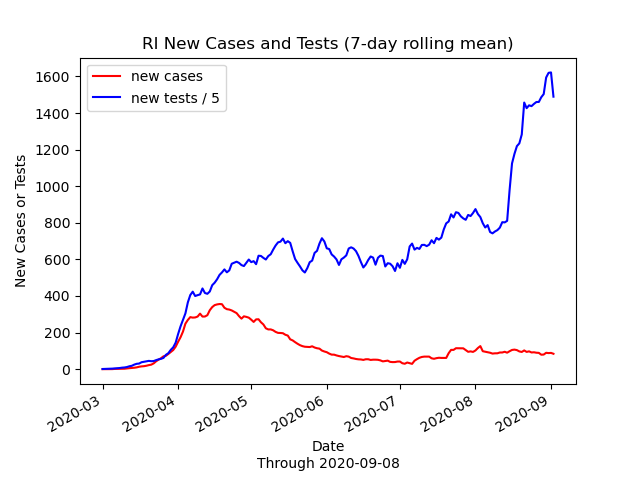 RI New Cases and Tests (7-day rolling mean)
new cases
new tests / 5
New Cases or Tests
1600
1400
1200
1000
800
600
400
200
0
2020-03
2020-04
2020-05
2020-06
2020-07
2020-08
2020-09
Date
Through 2020-09-08